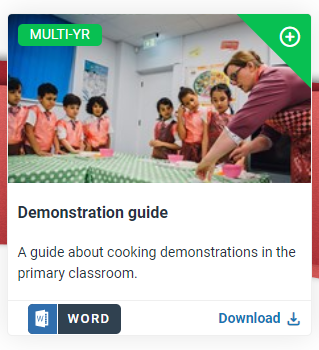 MULTI-YR
Demonstration guide
A guide about cooking demonstrations in the
primary classroom.
WORD
Download